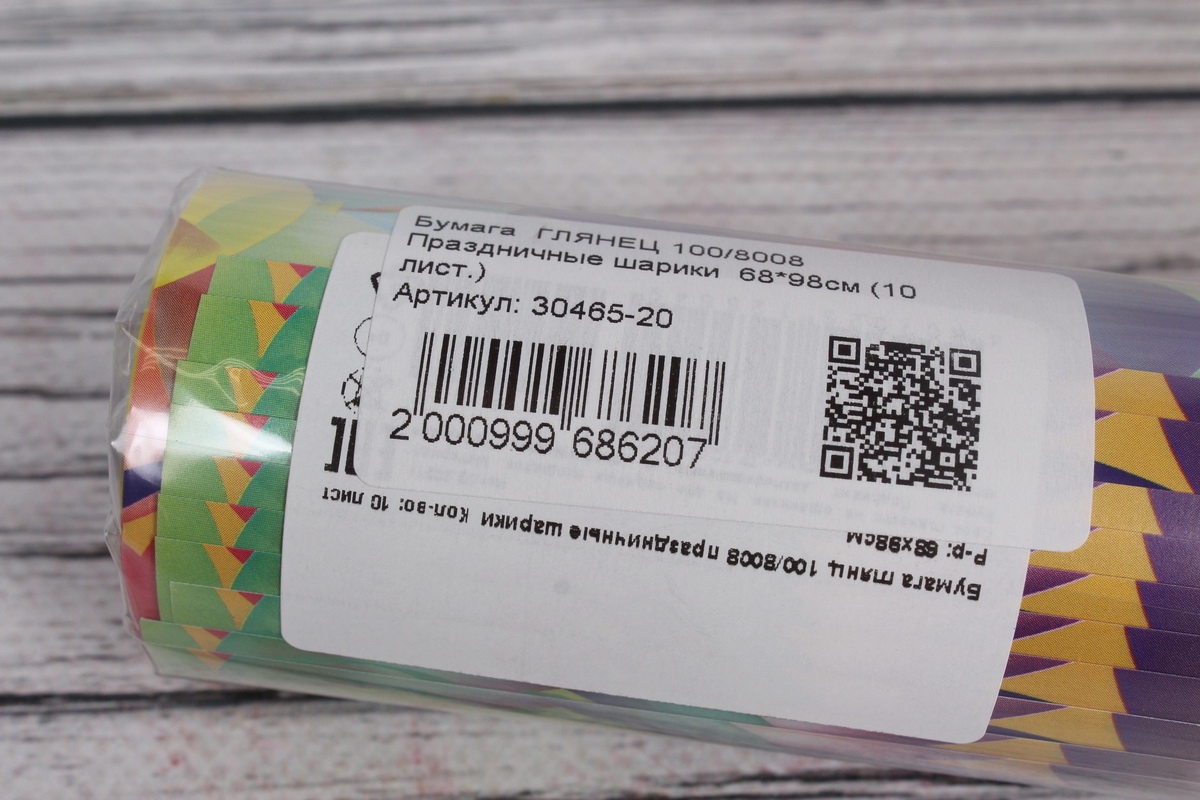 Бумага ГЛЯНЕЦ 100/8008
Праздничные шарики 68*98см (10
лист.)
Артикул: 30465-20
2 000999 686207
Бумага глянц 100/8008 праздничные шарики Кол-во: 10 лист
Р-р: 68х98см